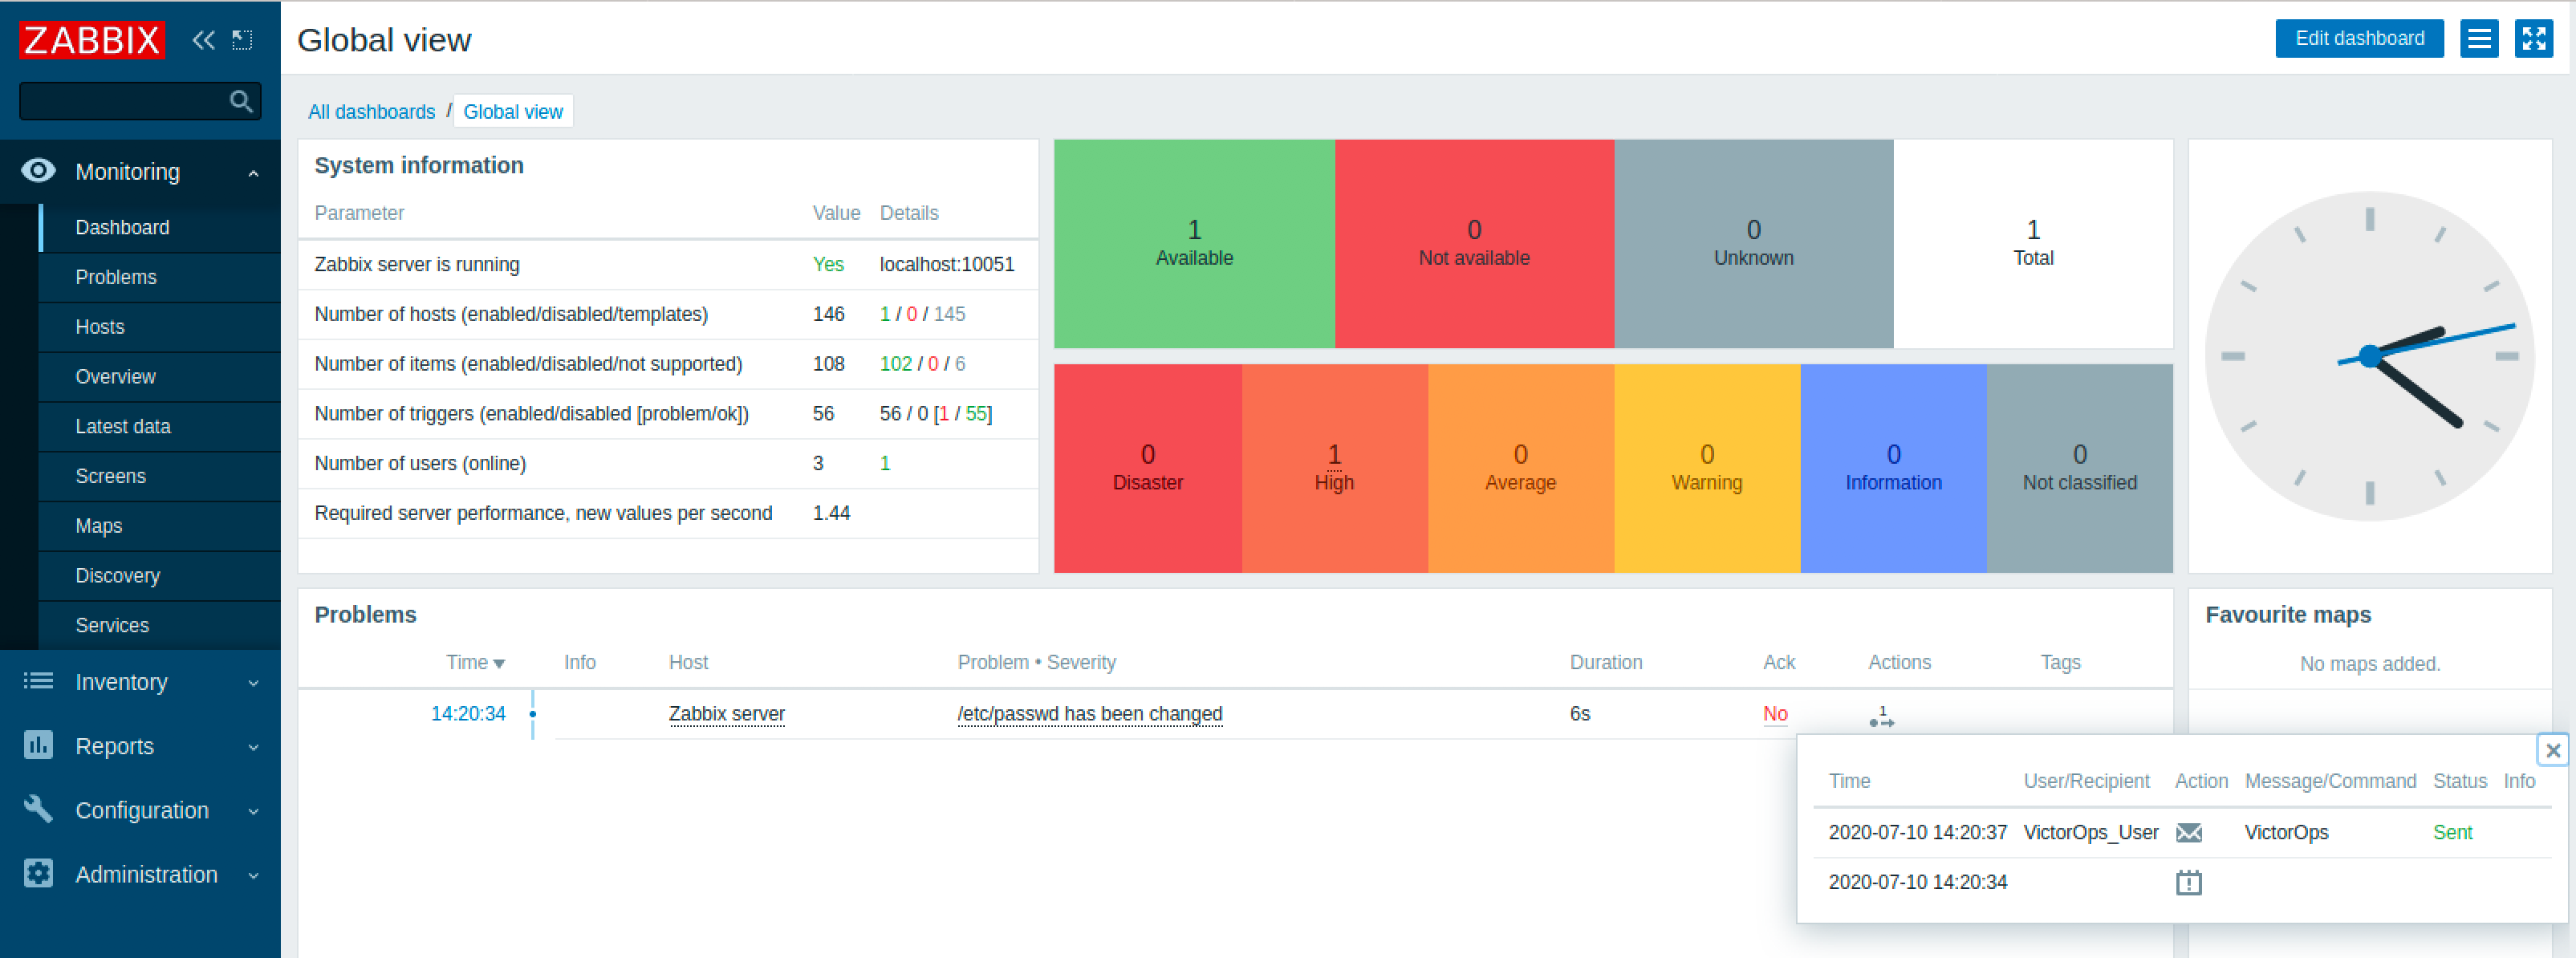 ZABBIX
Global view
Edit dashboard
All dashboards / Global view
Monitoring
Dashboard
Problems
Hosts
Overview
Latest data
Screens
Maps
Discovery
Services
Inventory
Reports
Configuration
Administration
System information
Parameter Value Details
Zabbix server is running Yes localhost:10051
Number of hosts (enabled/disabled/templates) 146 1 / 0 / 145
Number of items (enabled/disabled/not supported) 108 102 / 0 / 6
Number of triggers (enabled/disabled [problem/ok]) 56 56 / 0 [1 / 55]
Number of users (online) 3 1
Required server performance, new values per second 1.44
1 0 0 1
Available Not available Unknown Total
0 1 0 0 0 0
Disaster High Average Warning Information Not classified
Problems
Time Info Host Problem • Severity Duration Ack Actions Tags
14:20:34 Zabbix server /etc/passwd has been changed 6s No 1
Favourite maps
No maps added.
Time User/Recipient Action Message/Command Status Info
2020-07-10 14:20:37 VictorOps_User VictorOps Sent
2020-07-10 14:20:34